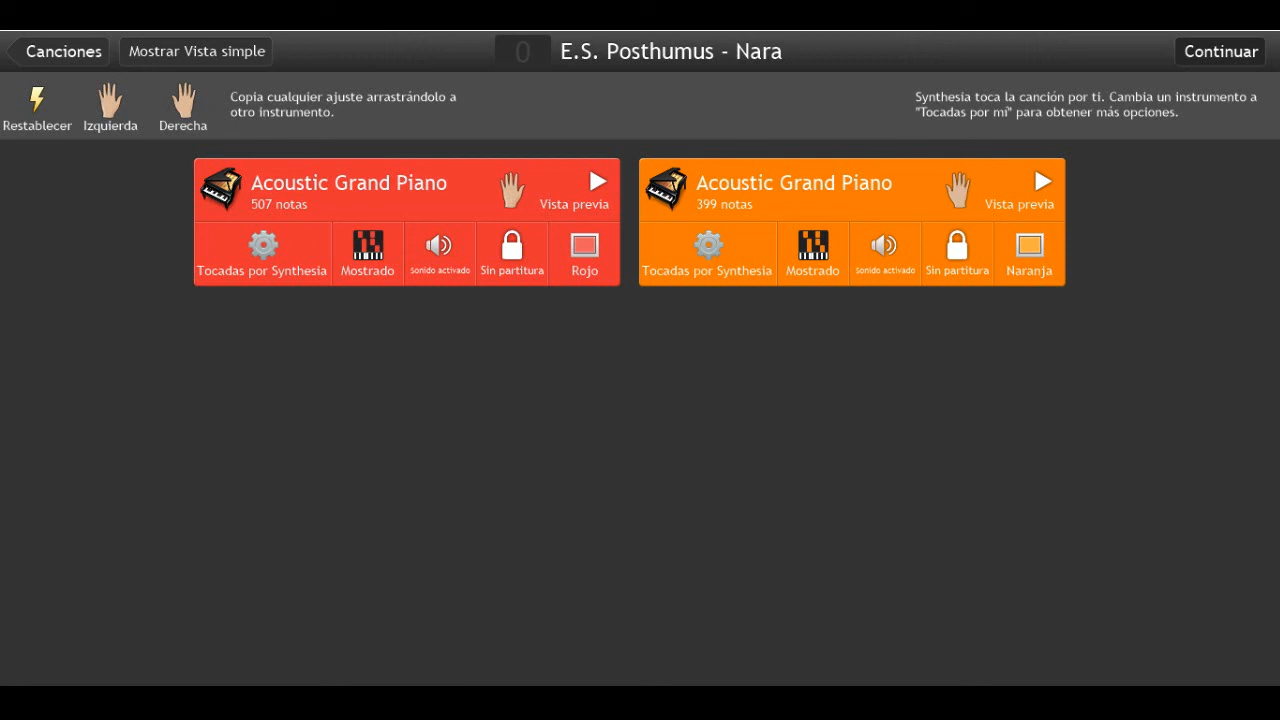 Canciones
Mostrar Vista simple
0
E.S. Posthumus - Nara
Continuar
Restablecer
Izquierda
Derecha
Copia cualquier ajuste arrastrándolo a
otro instrumento.
Synthesia toca la canción por ti. Cambia un instrumento a
"Tocadas por mí" para obtener más opciones.
Acoustic Grand Piano
507 notas
Vista previa
Tocadas por Synthesia
Mostrado
Sonido activado
Sin partitura
Rojo
Acoustic Grand Piano
399 notas
Vista previa
Tocadas por Synthesia
Mostrado
Sonido activado
Sin partitura
Naranja